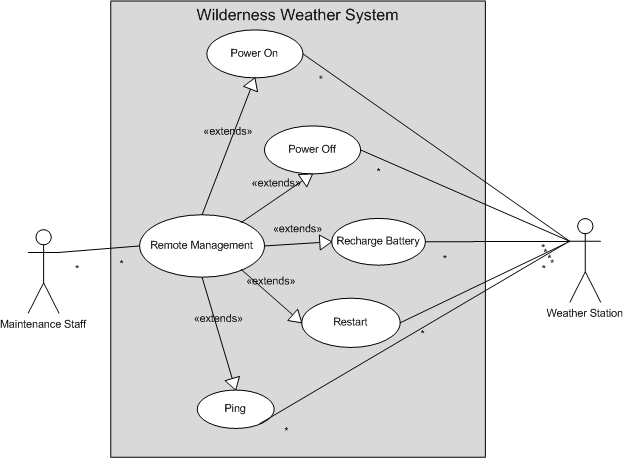 Wilderness Weather System
Power On
*
«extends»
Power Off
*
«extends»
Remote Management
«extends»
Recharge Battery
*
*
*
*
*
*
*
*
Maintenance Staff
Weather Station
«extends»
«extends»
Restart
*
Ping
*